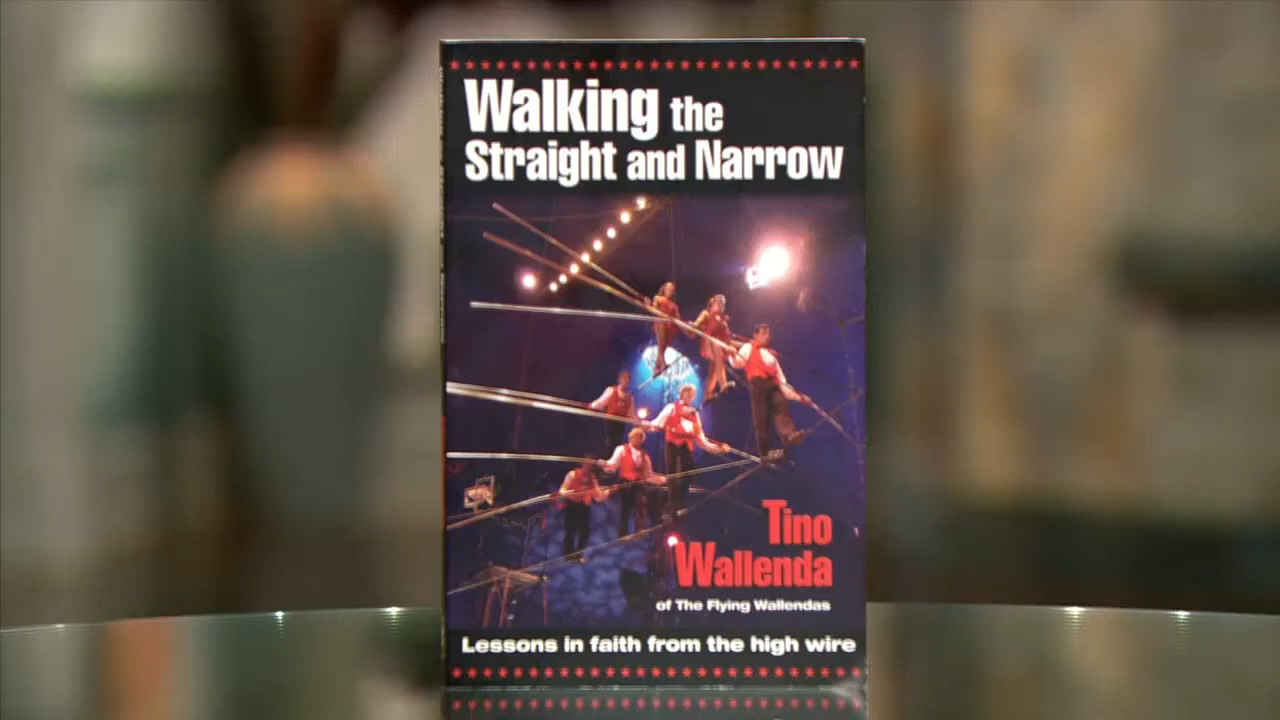 Walking the
Straight and Narrow
Tino
Wallenda
of The Flying Wallendas
Lessons in faith from the high wire